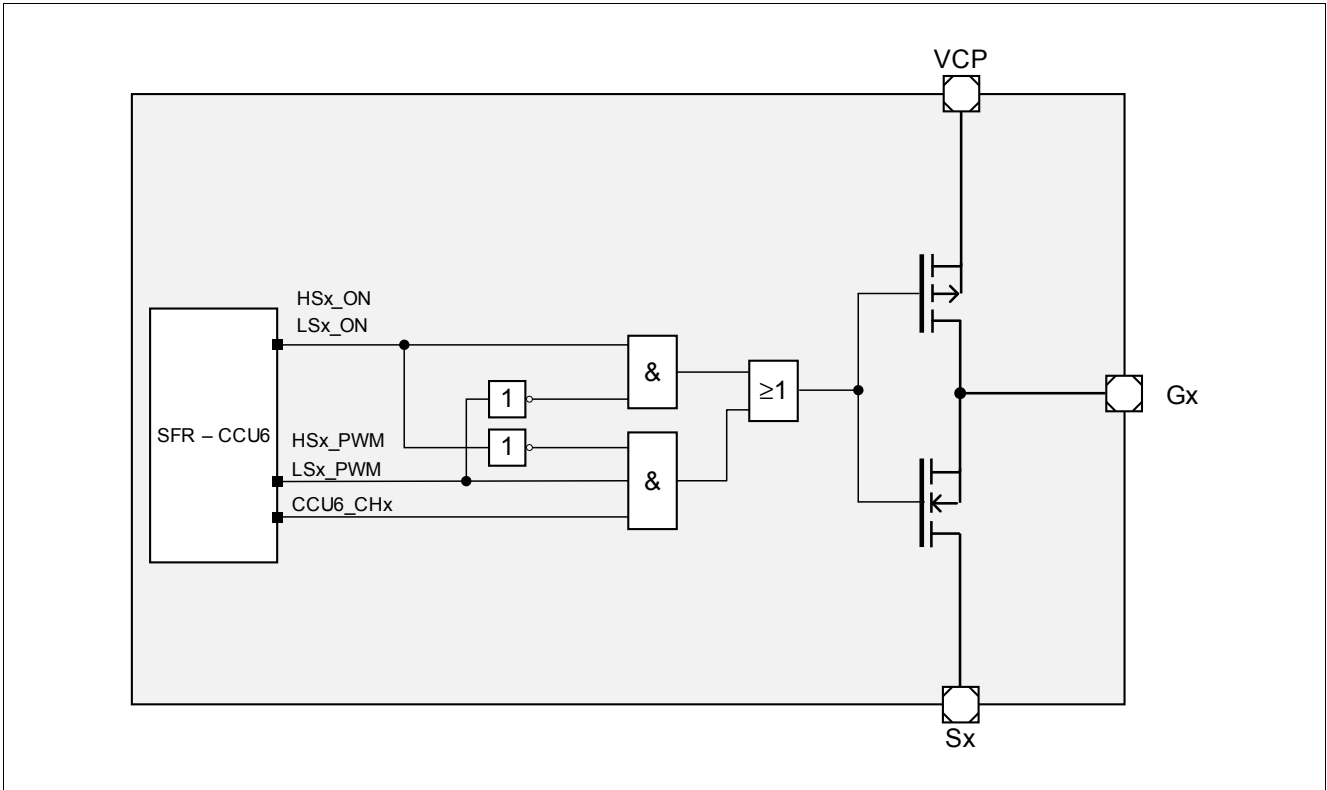 VCP
HSx_ON
LSx_ON
&
≥1
1
Gx
1
SFR – CCU6
HSx_PWM
LSx_PWM
&
CCU6_CHx
Sx